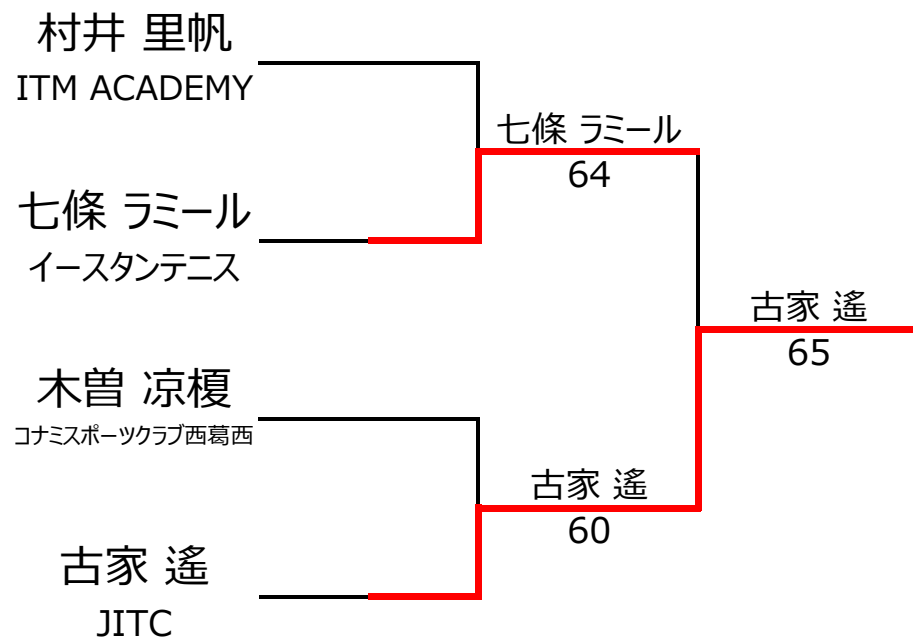 村井 里帆
ITM ACADEMY
七條 ラミール
64
七條 ラミール
イースタンテニス
古家 遙
65
木曽 凉榎
コナミスポーツクラブ西葛西
古家 遙
60
古家 遙
JITC